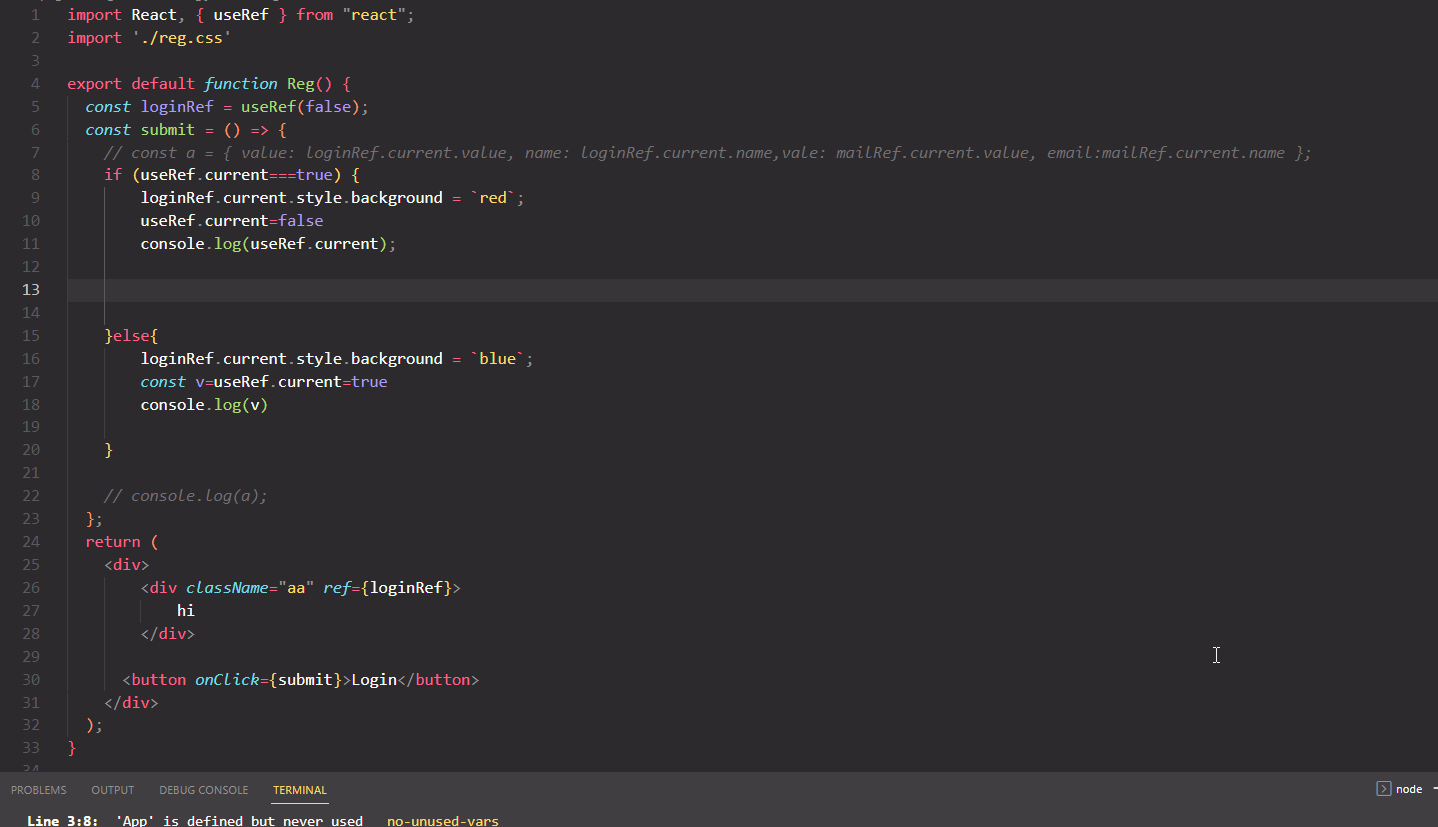 1 import React, { useRef } from "react";
2 import './reg.css'
3
4 export default function Reg() {
5 const loginRef = useRef(false);
6 const submit = () => {
7 // const a = { value: loginRef.current.value, name: loginRef.current.name,vale: mailRef.current.value, email:mailRef.current.name };
8 if (useRef.current===true) {
9 loginRef.current.style.background = `red`;
10 useRef.current=false
11 console.log(useRef.current);
12
13
14
15 }else{
16 loginRef.current.style.background = `blue`;
17 const v=useRef.current=true
18 console.log(v)
19
20 }
21
22 // console.log(a);
23 };
24 return (
25 <div>
26 <div className="aa" ref={loginRef}>
27 hi
28 </div>
29
30 <button onClick={submit}>Login</button>
31 </div>
32 );
33 }
34
PROBLEMS OUTPUT DEBUG CONSOLE TERMINAL node
Line 3:8: 'App' is defined but never used no-unused-vars